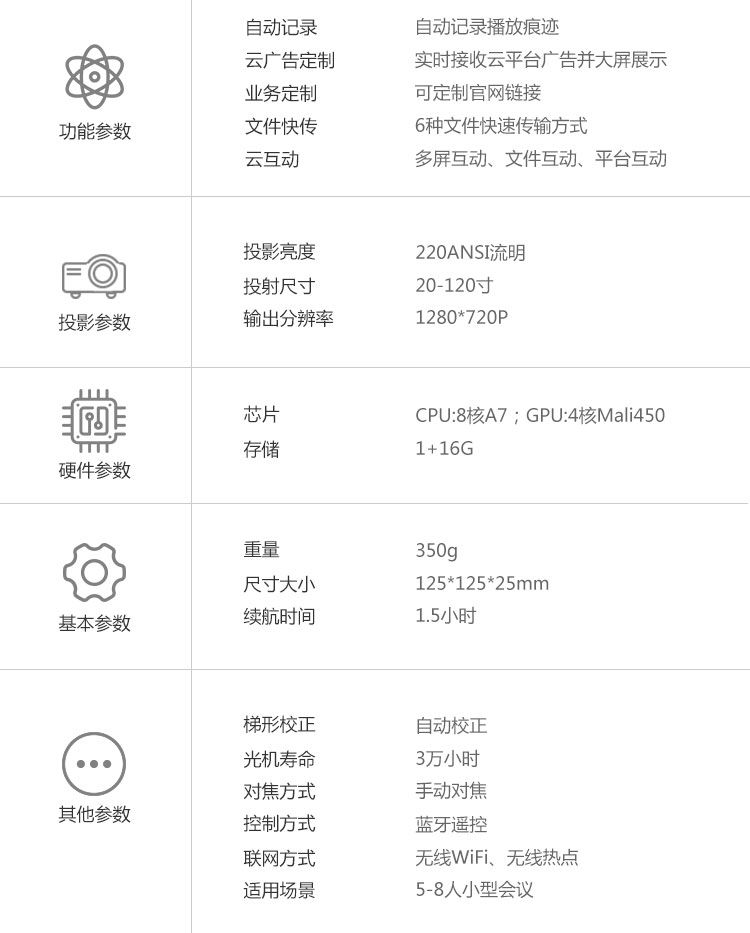 功能参数
自动记录 自动记录播放痕迹
云广告定制 实时接收云平台广告并大屏展示
业务定制 可定制官网链接
文件快传 6种文件快速传输方式
云互动 多屏互动、文件互动、平台互动
投影参数
投影亮度 220ANSI流明
投射尺寸 20-120寸
输出分辨率 1280*720P
硬件参数
芯片 CPU:8核A7；GPU:4核Mali450
存储 1+16G
基本参数
重量 350g
尺寸大小 125*125*25mm
续航时间 1.5小时
其他参数
梯形校正 自动校正
光机寿命 3万小时
对焦方式 手动对焦
控制方式 蓝牙遥控
联网方式 无线WiFi、无线热点
适用场景 5-8人小型会议